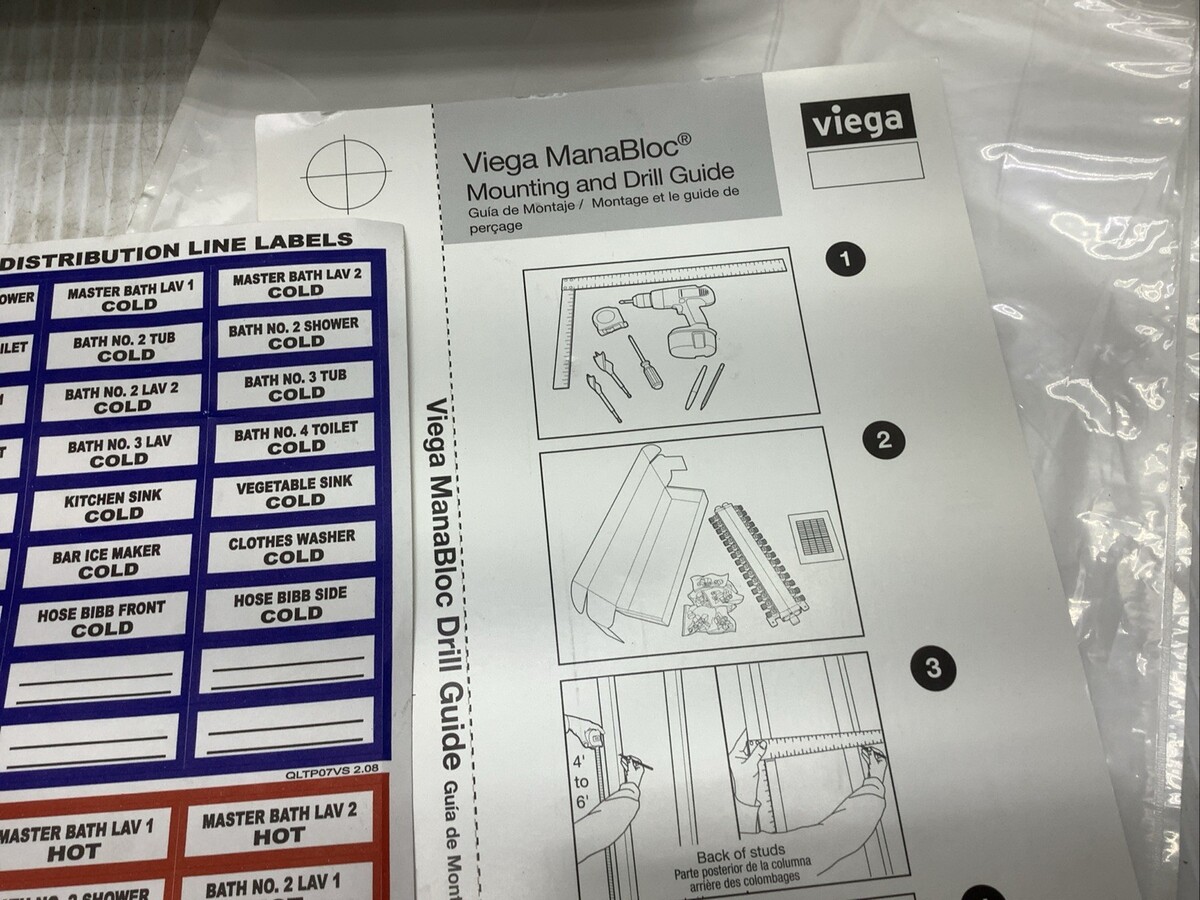 Viega ManaBloc®
Mounting and Drill Guide
Guía de Montaje / Montage et le guide de
perçage
viega
1
2
3
4'
to
6'
Back of studs
Parte posterior de la columna
arrière des colombages
Viega ManaBloc Drill Guide Guía de Mon
DISTRIBUTION LINE LABELS
MASTER BATH LAV 1
COLD
MASTER BATH LAV 2
COLD
BATH NO. 2 TUB
COLD
BATH NO. 2 SHOWER
COLD
BATH NO. 2 LAV 2
COLD
BATH NO. 3 TUB
COLD
BATH NO. 3 LAV
COLD
BATH NO. 4 TOILET
COLD
KITCHEN SINK
COLD
VEGETABLE SINK
COLD
BAR ICE MAKER
COLD
CLOTHES WASHER
COLD
HOSE BIBB FRONT
COLD
HOSE BIBB SIDE
COLD
QLTP07VS 2.08
MASTER BATH LAV 1
HOT
MASTER BATH LAV 2
HOT
2 SHOWER
BATH NO. 2 LAV 1